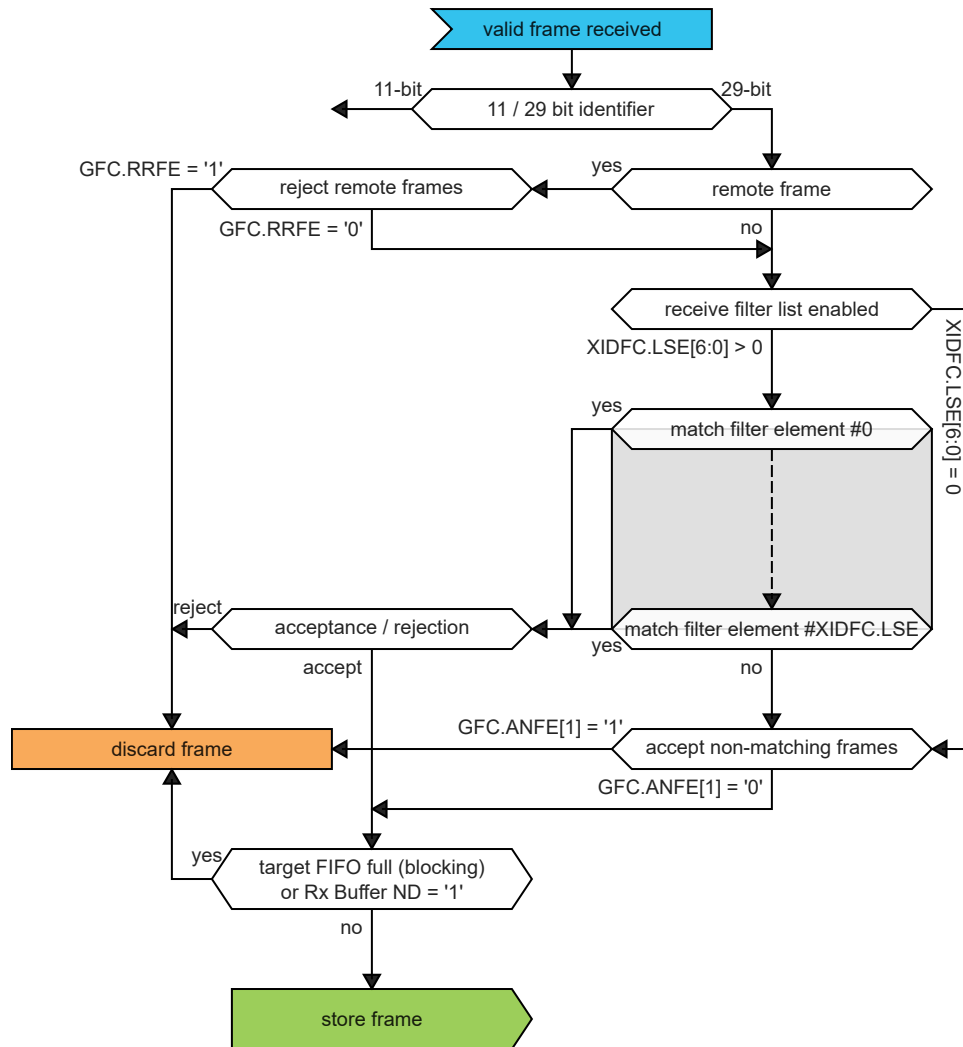 valid frame received
11-bit
29-bit
11 / 29 bit identifier
GFC.RRFE = '1'
yes
reject remote frames
remote frame
GFC.RRFE = '0'
no
receive filter list enabled
XIDFC.LSE[6:0] > 0
XIDFC.LSE[6:0] = 0
yes
match filter element #0
reject
acceptance / rejection
match filter element #XIDFC.LSE
yes
accept
no
GFC.ANFE[1] = '1'
discard frame
accept non-matching frames
GFC.ANFE[1] = '0'
yes
target FIFO full (blocking)
or Rx Buffer ND = '1'
no
store frame